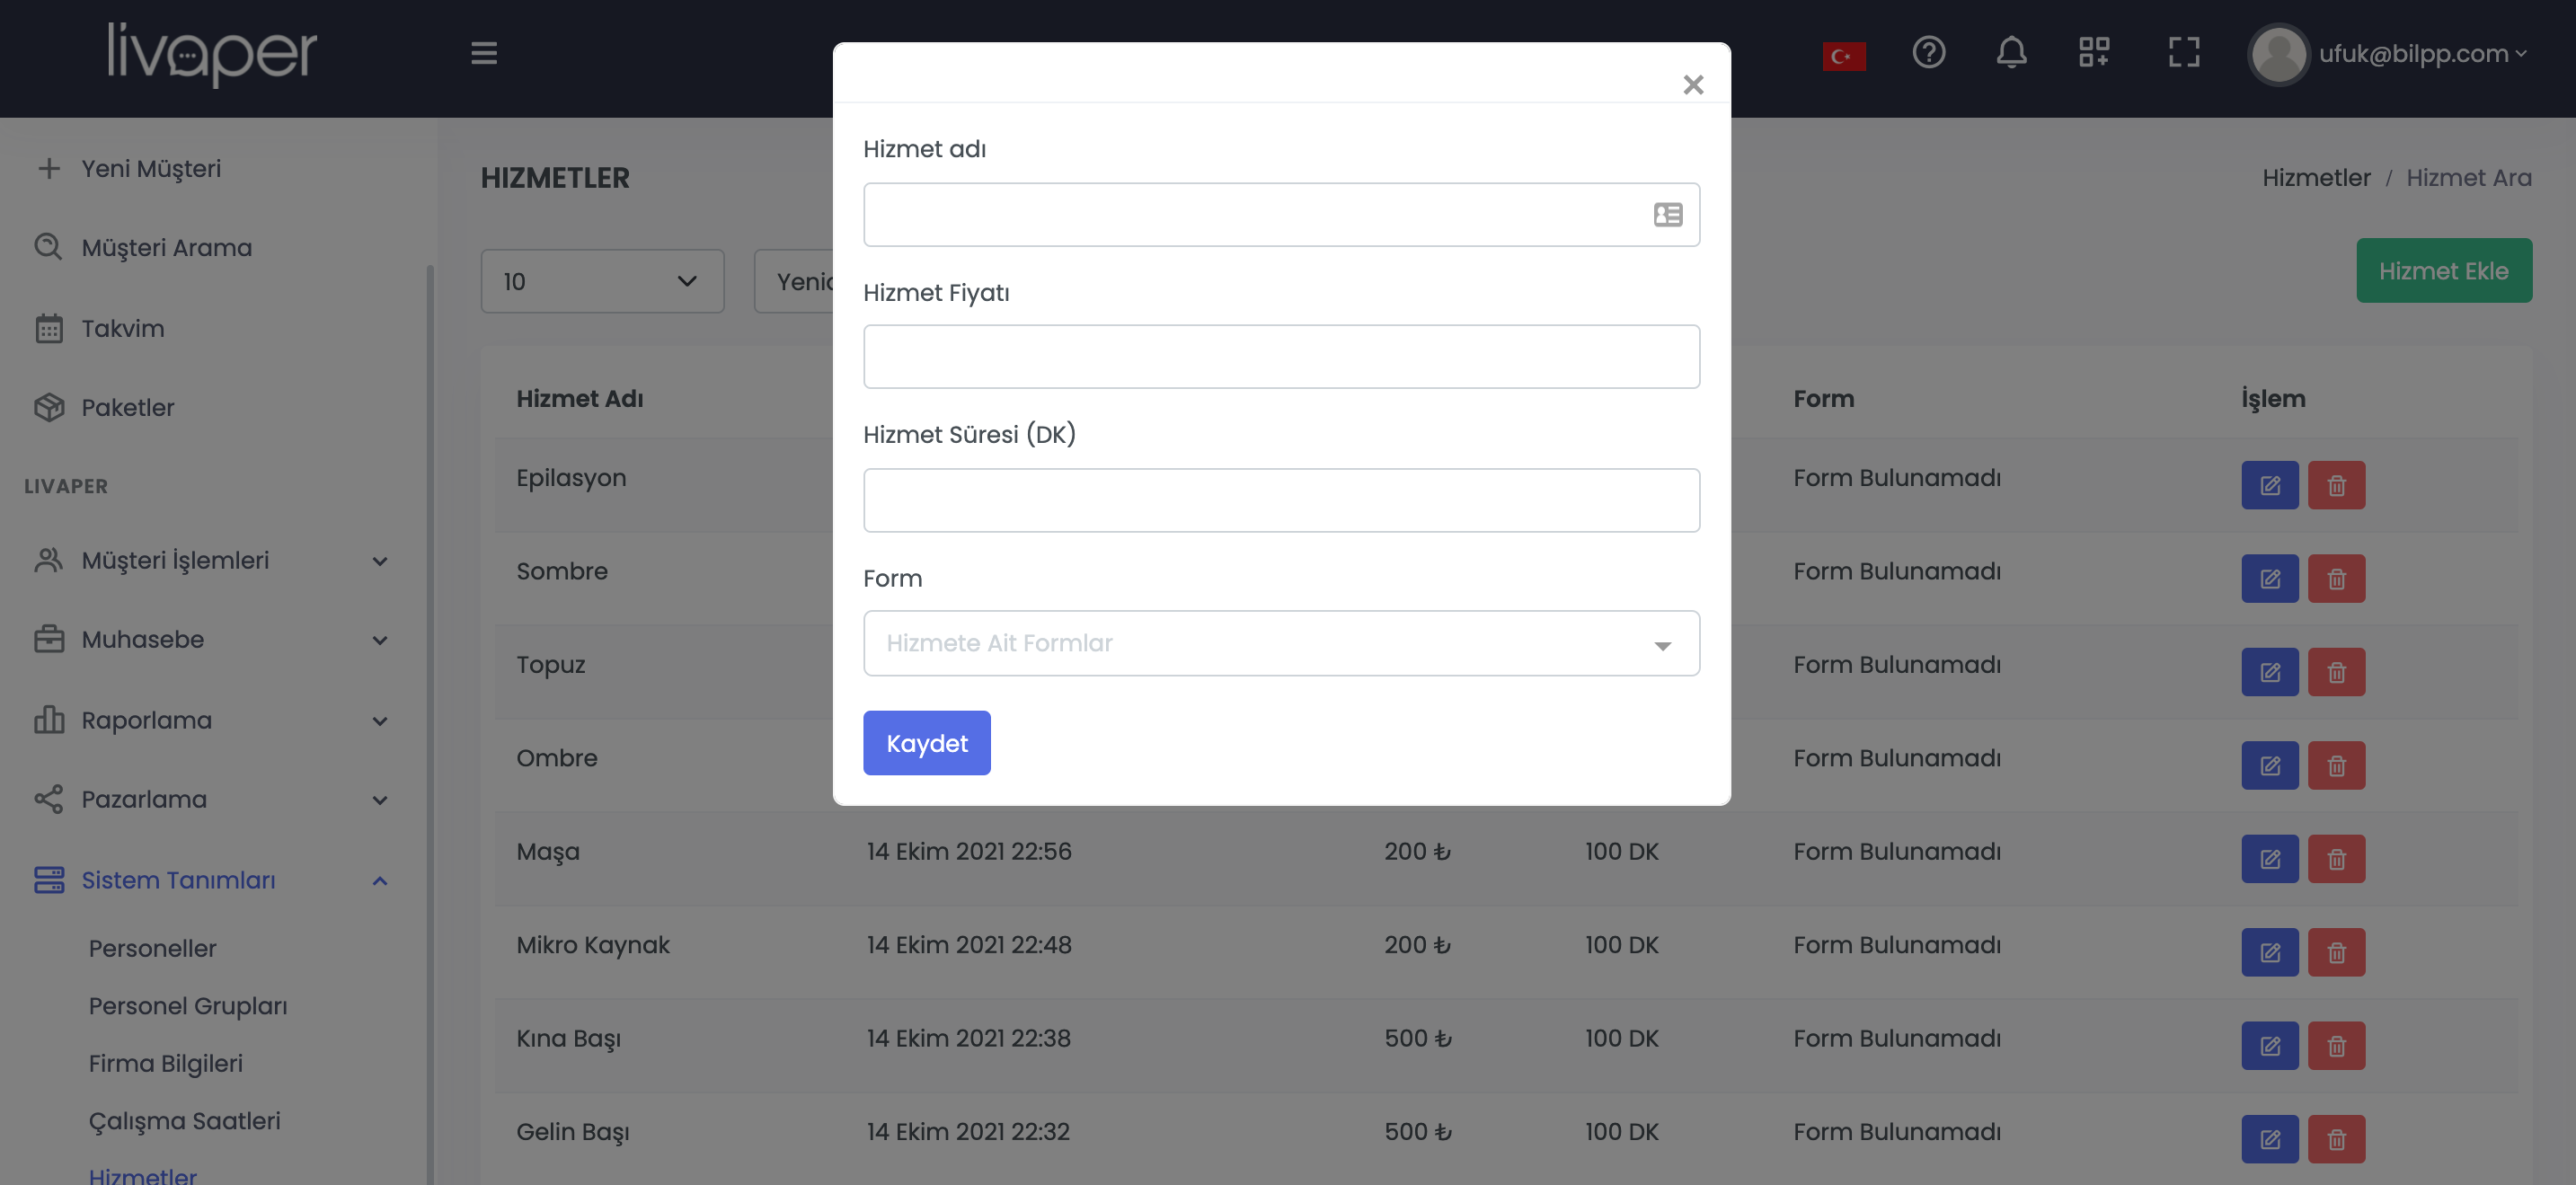 livaper
ufuk@bilpp.com
Yeni Müşteri
Müşteri Arama
Takvim
Paketler
LIVAPER
Müşteri İşlemleri
Muhasebe
Raporlama
Pazarlama
Sistem Tanımları
Personeller
Personel Grupları
Firma Bilgileri
Çalışma Saatleri
Hizmetler
HIZMETLER
Hizmetler / Hizmet Ara
10
Hizmet Ekle
Hizmet adı
Hizmet Fiyatı
Hizmet Süresi (DK)
Form
Hizmete Ait Formlar
Kaydet
Hizmet Adı Form İşlem
Epilasyon Form Bulunamadı
Sombre Form Bulunamadı
Topuz Form Bulunamadı
Ombre Form Bulunamadı
Maşa 14 Ekim 2021 22:56 200 ₺ 100 DK Form Bulunamadı
Mikro Kaynak 14 Ekim 2021 22:48 200 ₺ 100 DK Form Bulunamadı
Kına Başı 14 Ekim 2021 22:38 500 ₺ 100 DK Form Bulunamadı
Gelin Başı 14 Ekim 2021 22:32 500 ₺ 100 DK Form Bulunamadı